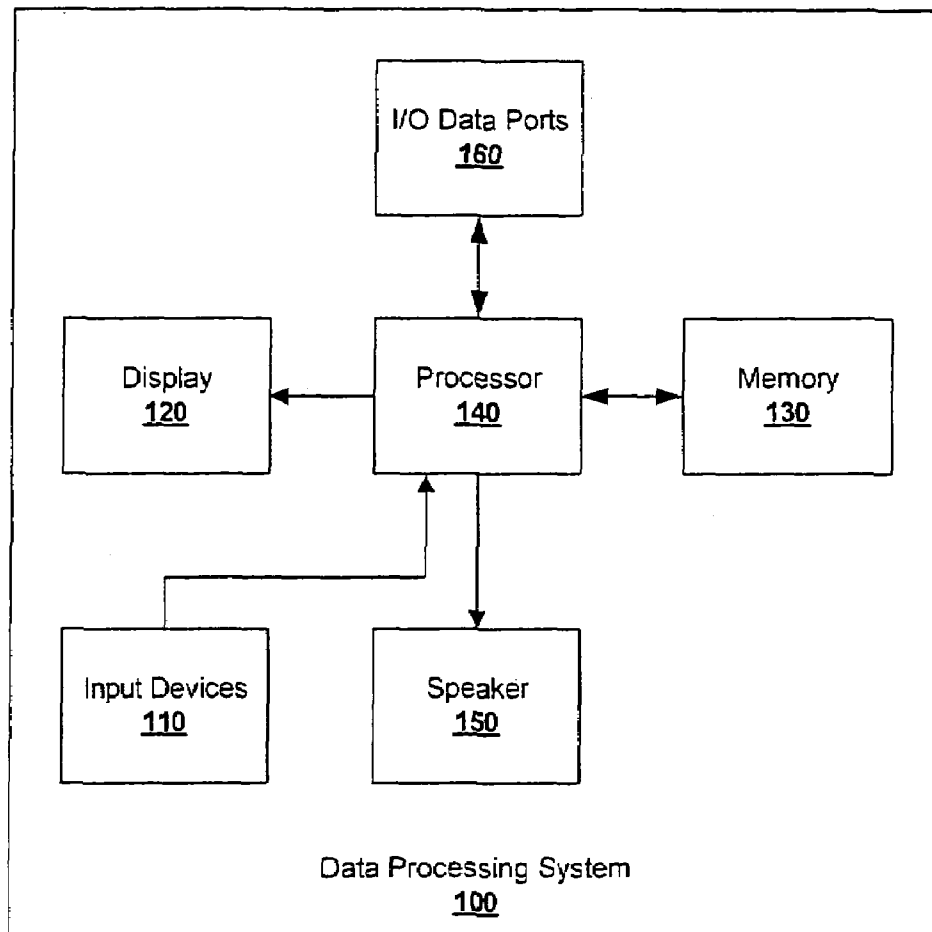 I/O Data Ports
160
Display
120
Processor
140
Memory
130
Input Devices
110
Speaker
150
Data Processing System
100